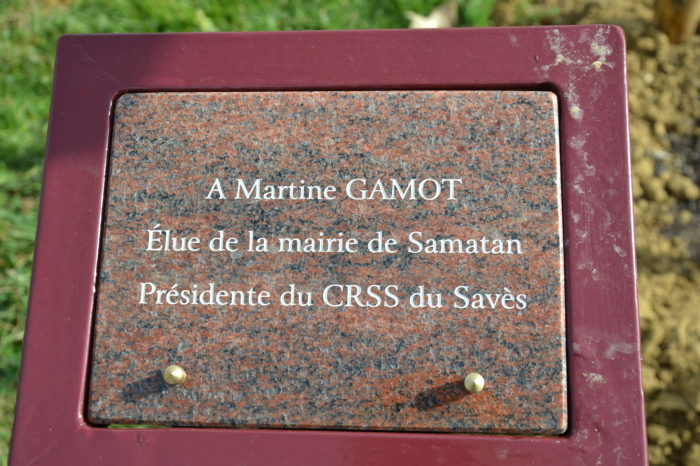 A Martine GAMOT
Élue de la mairie de Samatan
Présidente du CRSS du Savès